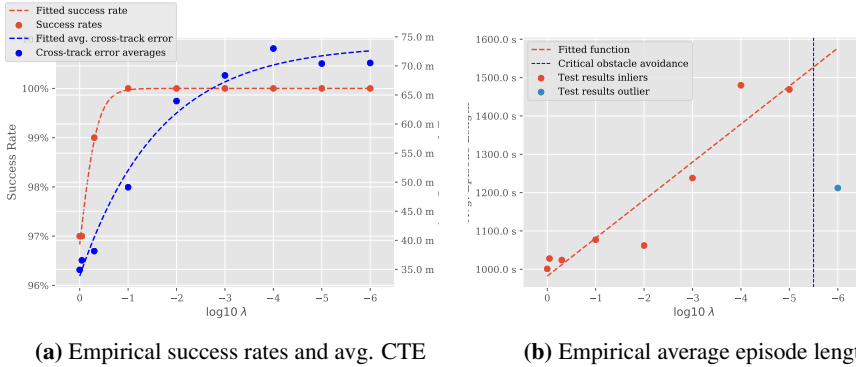 Fitted success rate
Success rates
Fitted avg. cross-track error
Cross-track error averages
100%
99%
98%
97%
96%
Success Rate
75.0 m
70.0 m
65.0 m
60.0 m
55.0 m
50.0 m
45.0 m
40.0 m
35.0 m
0 −1 −2 −3 −4 −5 −6
log10 λ
(a) Empirical success rates and avg. CTE
Fitted function
Critical obstacle avoidance
Test results inliers
Test results outlier
1600.0 s
1500.0 s
1400.0 s
1300.0 s
1200.0 s
1100.0 s
1000.0 s
0 −1 −2 −3 −4 −5 −6
log10 λ
(b) Empirical average episode lengt